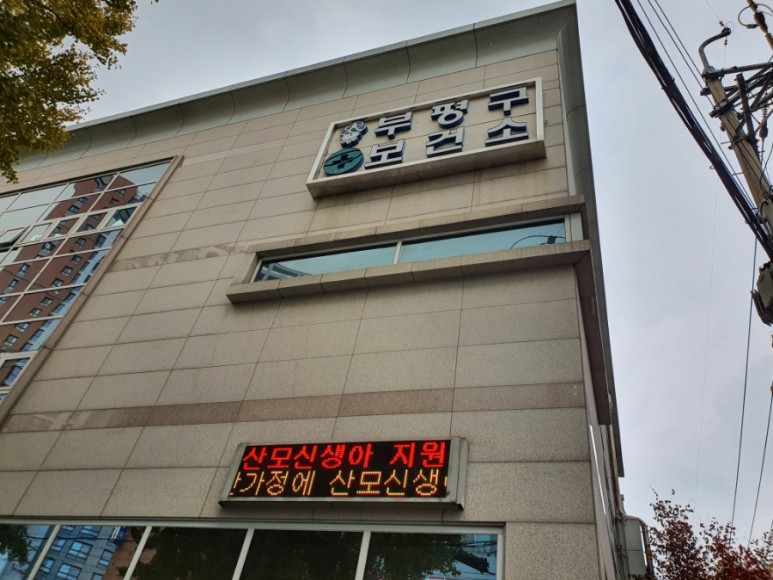 부평구
보건소
산모신생아 지원
가정에 산모신생